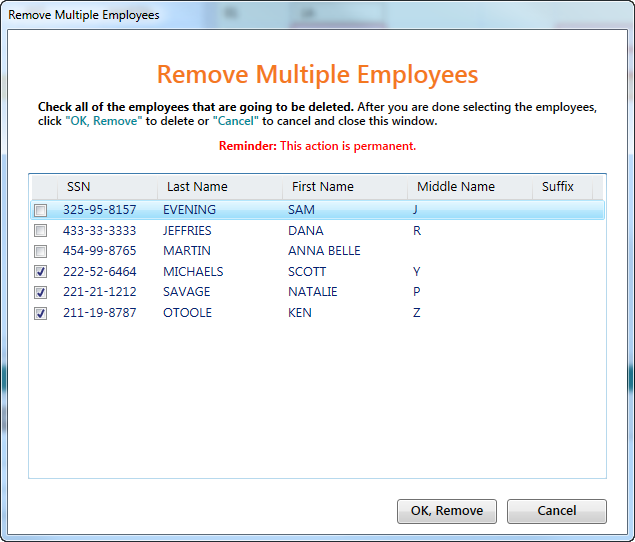 Remove Multiple Employees
Remove Multiple Employees
Check all of the employees that are going to be deleted. After you are done selecting the employees,
click "OK, Remove" to delete or "Cancel" to cancel and close this window.
Reminder: This action is permanent.
SSN Last Name First Name Middle Name Suffix
325-95-8157 EVENING SAM J
433-33-3333 JEFFRIES DANA R
454-99-8765 MARTIN ANNA BELLE
222-52-6464 MICHAELS SCOTT Y
221-21-1212 SAVAGE NATALIE P
211-19-8787 OTOOLE KEN Z
OK, Remove Cancel